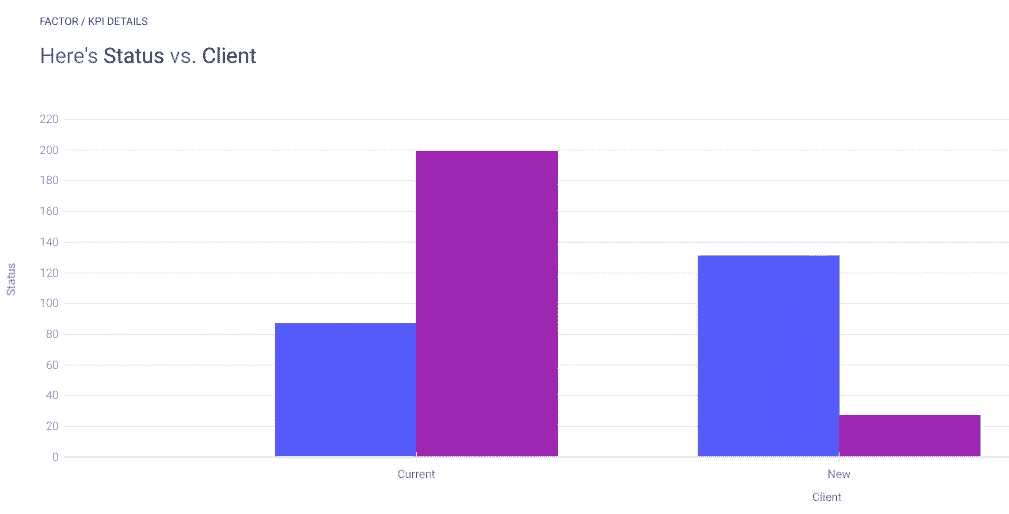 FACTOR / KPI DETAILS
Here's Status vs. Client
220
200
180
160
140
120
100
80
60
40
20
0
Status
Current
New
Client